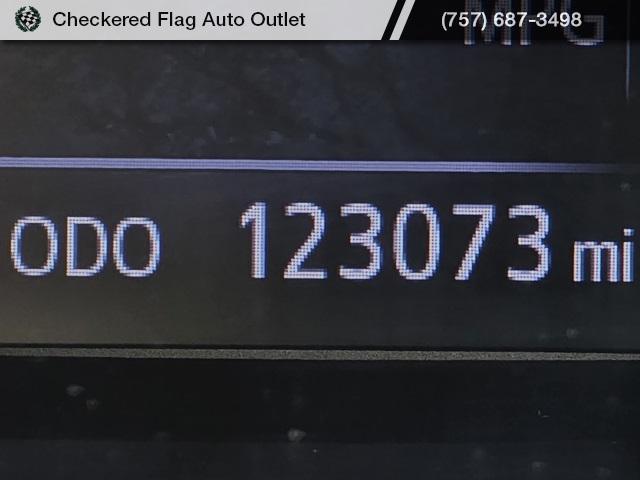 Checkered Flag Auto Outlet (757) 687-3498
MPG
ODO 123073 mi